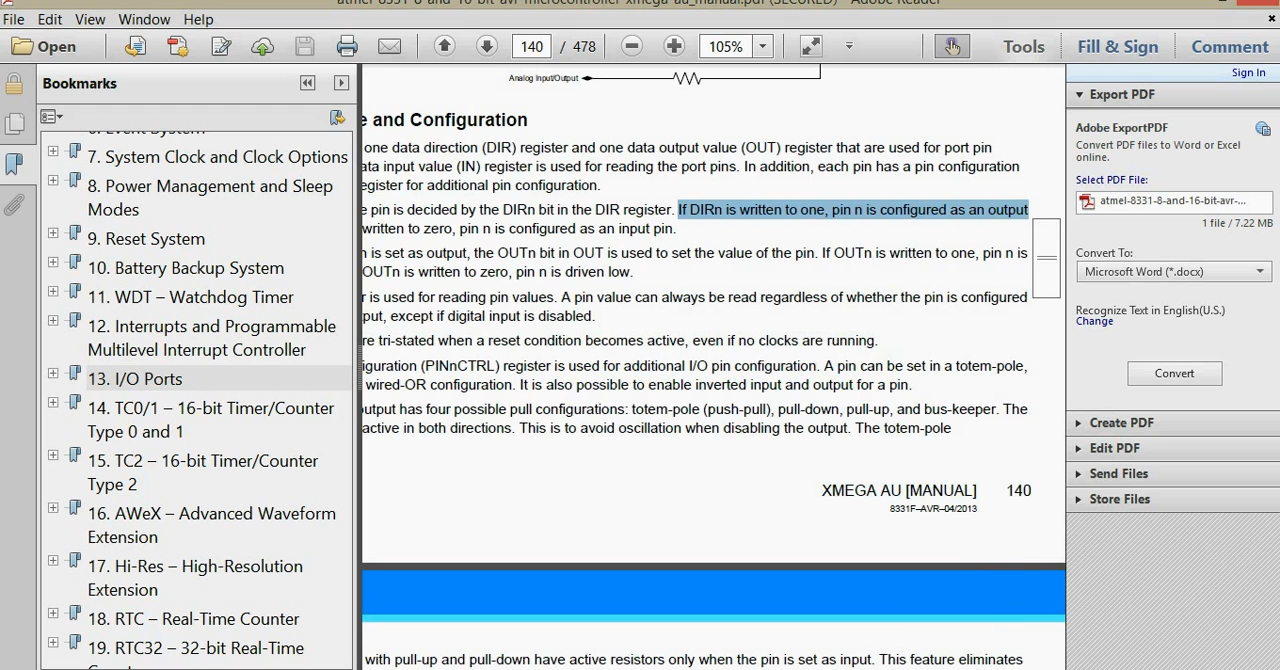 atmel-8331-8-and-16-bit-avr-microcontroller-xmega-au_manual.pdf (SECURED) - Adobe Reader
File Edit View Window Help
Open 140 / 478 105% Tools Fill & Sign Comment
Sign In
Bookmarks
7. System Clock and Clock Options
8. Power Management and Sleep
Modes
9. Reset System
10. Battery Backup System
11. WDT – Watchdog Timer
12. Interrupts and Programmable
Multilevel Interrupt Controller
13. I/O Ports
14. TC0/1 – 16-bit Timer/Counter
Type 0 and 1
15. TC2 – 16-bit Timer/Counter
Type 2
16. AWeX – Advanced Waveform
Extension
17. Hi-Res – High-Resolution
Extension
18. RTC – Real-Time Counter
19. RTC32 – 32-bit Real-Time
Analog Input/Output
e and Configuration
one data direction (DIR) register and one data output value (OUT) register that are used for port pin
ata input value (IN) register is used for reading the port pins. In addition, each pin has a pin configuration
egister for additional pin configuration.
e pin is decided by the DIRn bit in the DIR register. If DIRn is written to one, pin n is configured as an output
written to zero, pin n is configured as an input pin.
n is set as output, the OUTn bit in OUT is used to set the value of the pin. If OUTn is written to one, pin n is
OUTn is written to zero, pin n is driven low.
r is used for reading pin values. A pin value can always be read regardless of whether the pin is configured
put, except if digital input is disabled.
re tri-stated when a reset condition becomes active, even if no clocks are running.
iguration (PINnCTRL) register is used for additional I/O pin configuration. A pin can be set in a totem-pole,
wired-OR configuration. It is also possible to enable inverted input and output for a pin.
output has four possible pull configurations: totem-pole (push-pull), pull-down, pull-up, and bus-keeper. The
active in both directions. This is to avoid oscillation when disabling the output. The totem-pole
XMEGA AU [MANUAL] 140
8331F–AVR–04/2013
with pull-up and pull-down have active resistors only when the pin is set as input. This feature eliminates
Export PDF
Adobe ExportPDF
Convert PDF files to Word or Excel
online.
Select PDF File:
atmel-8331-8-and-16-bit-avr-...
1 file / 7.22 MB
Convert To:
Microsoft Word (*.docx)
Recognize Text in English(U.S.)
Change
Convert
Create PDF
Edit PDF
Send Files
Store Files